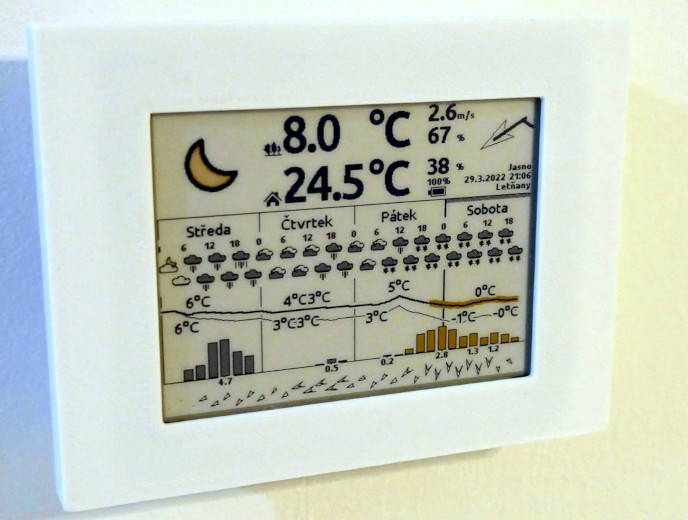 8.0 °C 2.6m/s
67 %
24.5°C 38 %
100%
Jasno
29.3.2022 21:06
Letňany
Středa Čtvrtek Pátek Sobota
6 12 18 0 6 12 18 0 6 12 18 0 6 12 18
6°C 4°C3°C 5°C 0°C
6°C 3°C3°C 3°C -1°C -0°C
4.7 0.5 0.2 2.8 1.3 1.2